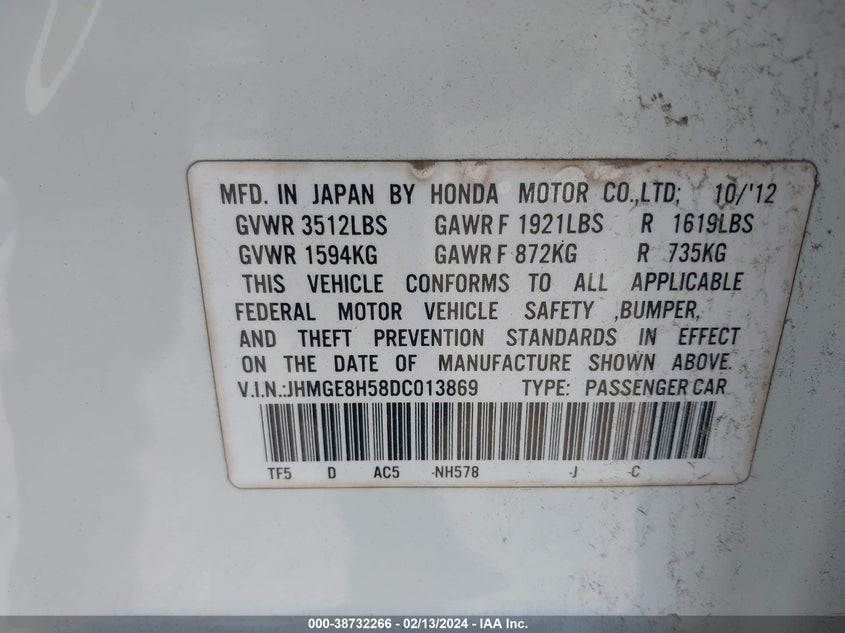 MFD. IN JAPAN BY HONDA MOTOR CO.,LTD; 10/'12
GVWR 3512LBS GAWR F 1921LBS R 1619LBS
GVWR 1594KG GAWR F 872KG R 735KG
THIS VEHICLE CONFORMS TO ALL APPLICABLE
FEDERAL MOTOR VEHICLE SAFETY ,BUMPER,
AND THEFT PREVENTION STANDARDS IN EFFECT
ON THE DATE OF MANUFACTURE SHOWN ABOVE.
V.I.N.:JHMGE8H58DC013869 TYPE: PASSENGER CAR
TF5 D AC5 -NH578 -J -C
000-38732266 - 02/13/2024 - IAA Inc.